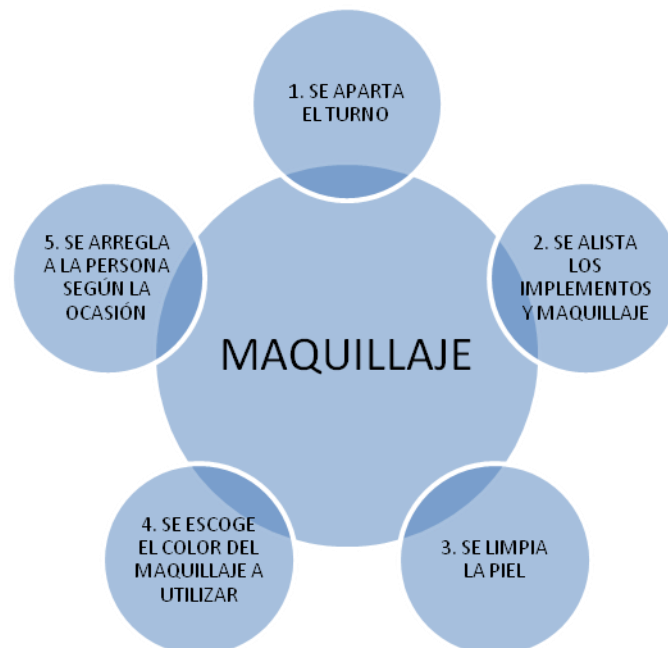 1. SE APARTA
EL TURNO
2. SE ALISTA
LOS
IMPLEMENTOS
Y MAQUILLAJE
3. SE LIMPIA
LA PIEL
4. SE ESCOGE
EL COLOR DEL
MAQUILLAJE A
UTILIZAR
5. SE ARREGLA
A LA PERSONA
SEGÚN LA
OCASIÓN
MAQUILLAJE